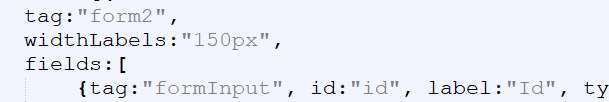 tag:"form2",
widthLabels:"150px",
fields:[
{tag:"formInput", id:"id", label:"Id", ty